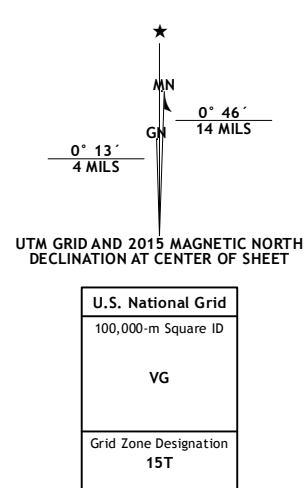 ★
MN
GN
0° 46´
14 MILS
0° 13´
4 MILS
UTM GRID AND 2015 MAGNETIC NORTH
DECLINATION AT CENTER OF SHEET
U.S. National Grid
100,000-m Square ID
VG
Grid Zone Designation
15T